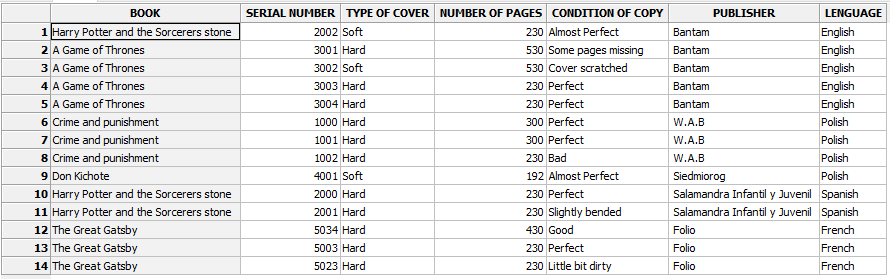 BOOK SERIAL NUMBER TYPE OF COVER NUMBER OF PAGES CONDITION OF COPY PUBLISHER LENGUAGE
1 Harry Potter and the Sorcerers stone 2002 Soft 230 Almost Perfect Bantam English
2 A Game of Thrones 3001 Hard 530 Some pages missing Bantam English
3 A Game of Thrones 3002 Soft 530 Cover scratched Bantam English
4 A Game of Thrones 3003 Hard 230 Perfect Bantam English
5 A Game of Thrones 3004 Hard 230 Perfect Bantam English
6 Crime and punishment 1000 Hard 300 Perfect W.A.B Polish
7 Crime and punishment 1001 Hard 300 Perfect W.A.B Polish
8 Crime and punishment 1002 Hard 230 Bad W.A.B Polish
9 Don Kichote 4001 Soft 192 Almost Perfect Siedmiorog Polish
10 Harry Potter and the Sorcerers stone 2000 Hard 230 Perfect Salamandra Infantil y Juvenil Spanish
11 Harry Potter and the Sorcerers stone 2001 Hard 230 Slightly bended Salamandra Infantil y Juvenil Spanish
12 The Great Gatsby 5034 Hard 430 Good Folio French
13 The Great Gatsby 5003 Hard 230 Perfect Folio French
14 The Great Gatsby 5023 Hard 230 Little bit dirty Folio French